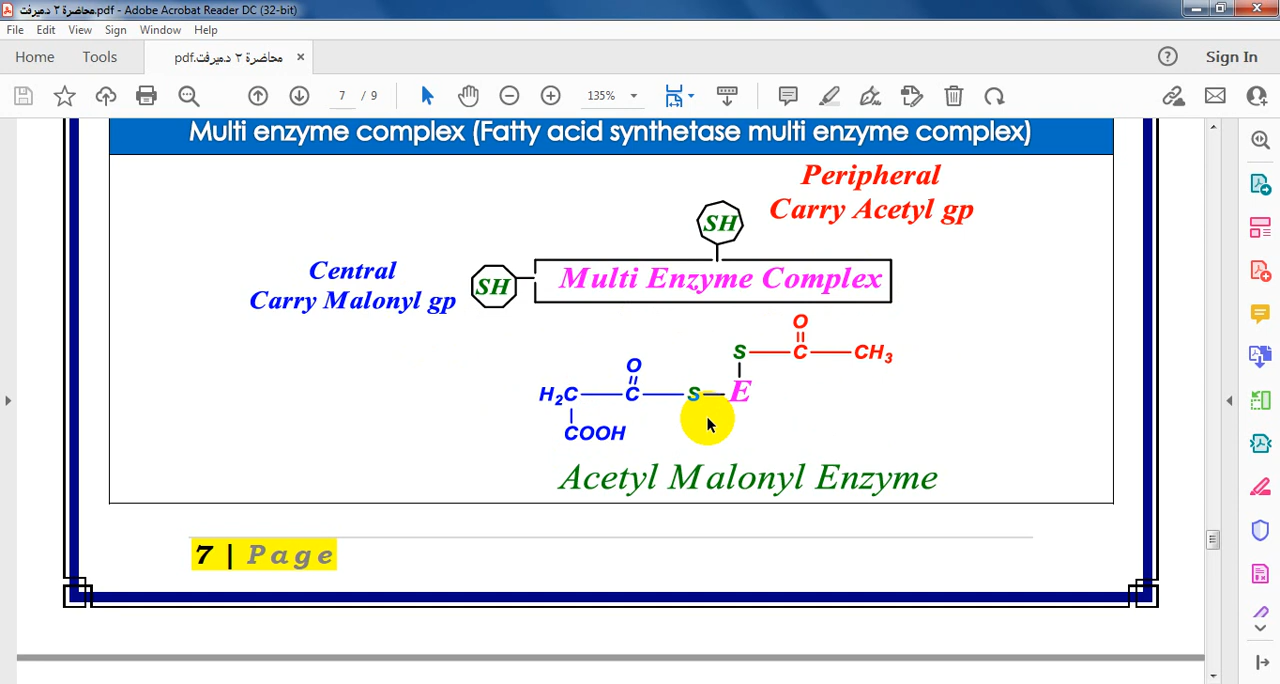 محاضرة ٢ د.ميرفت.pdf - Adobe Acrobat Reader DC (32-bit)
File Edit View Sign Window Help
Home Tools محاضرة ٢ د.ميرفت.pdf × ? Sign In
7 / 9 135%
Multi enzyme complex (Fatty acid synthetase multi enzyme complex)
Peripheral
Carry Acetyl gp
SH
Central
Carry Malonyl gp
SH
Multi Enzyme Complex
O
S C CH3
O
H2C C S E
COOH
Acetyl Malonyl Enzyme
7 | Page